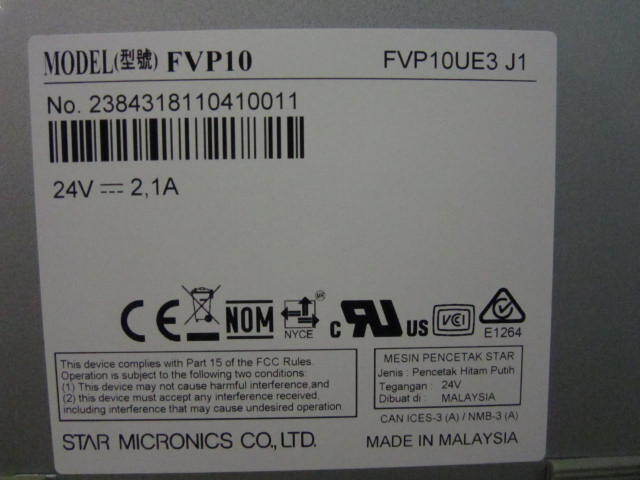 MODEL(型號) FVP10 FVP10UE3 J1
No. 2384318110410011
24V 2,1A
CE NOM NYCE c RU US VCI
E1264
This device complies with Part 15 of the FCC Rules.
Operation is subject to the following two conditions:
(1) This device may not cause harmful interference,and
(2) this device must accept any interference received,
including interference that may cause undesired operation
MESIN PENCETAK STAR
Jenis : Pencetak Hitam Putih
Tegangan : 24V
Dibuat di : MALAYSIA
CAN ICES-3 (A) / NMB-3 (A)
STAR MICRONICS CO.,LTD. MADE IN MALAYSIA